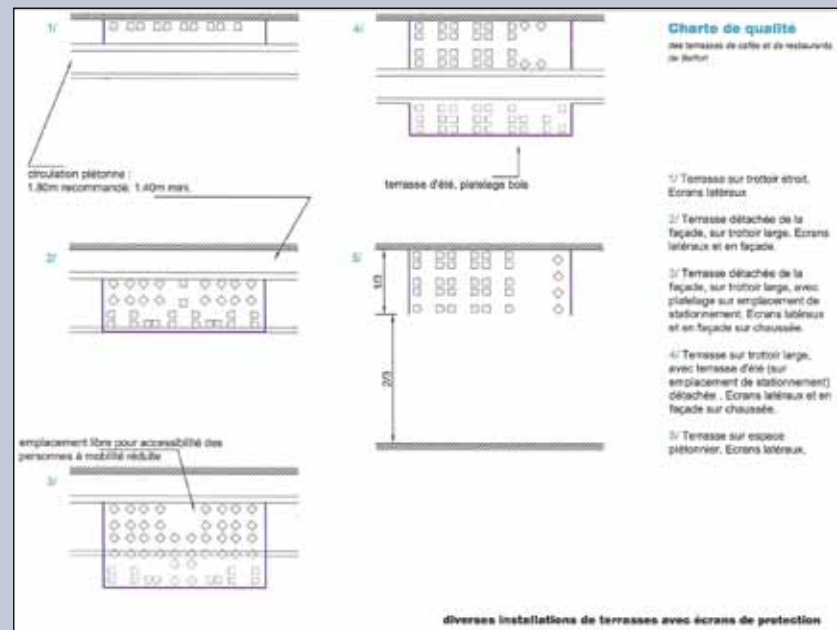 Charte de qualité
des terrasses de cafés et de restaurants
de Belfort
1/
4/
circulation piétonne :
1.80m recommandé, 1.40m mini.
terrasse d'été, platelage bois
2/
5/
1/3
2/3
emplacement libre pour accessibilité des
personnes à mobilité réduite
3/
1/ Terrasse sur trottoir étroit.
Ecrans latéraux
2/ Terrasse détachée de la
façade, sur trottoir large. Ecrans
latéraux et en façade.
3/ Terrasse détachée de la
façade, sur trottoir large, avec
platelage sur emplacement de
stationnement. Ecrans latéraux
et en façade sur chaussée.
4/ Terrasse sur trottoir large,
avec terrasse d'été (sur
emplacement de stationnement)
détachée . Ecrans latéraux et en
façade sur chaussée.
5/ Terrasse sur espace
piétonnier. Ecrans latéraux.
diverses installations de terrasses avec écrans de protection